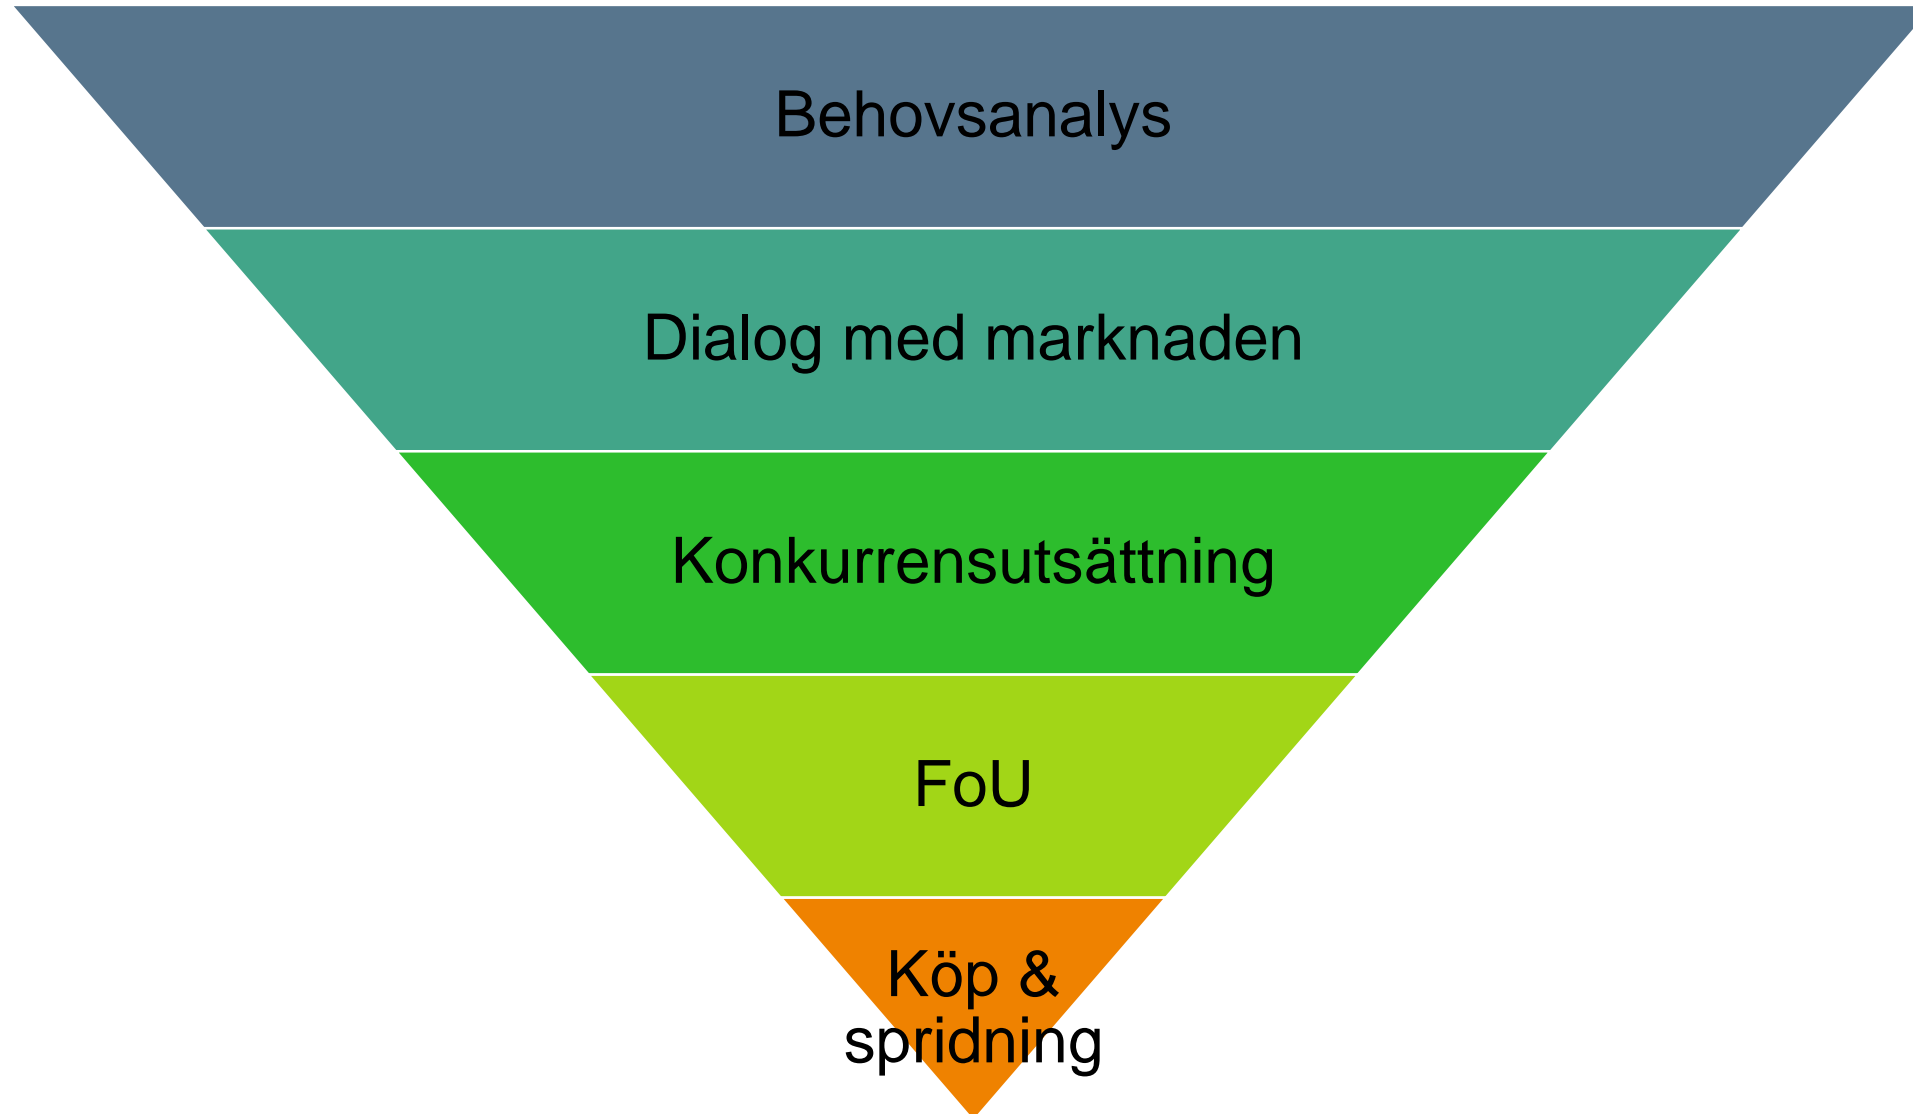 Behovsanalys
Dialog med marknaden
Konkurrensutsättning
FoU
Köp &
spridning